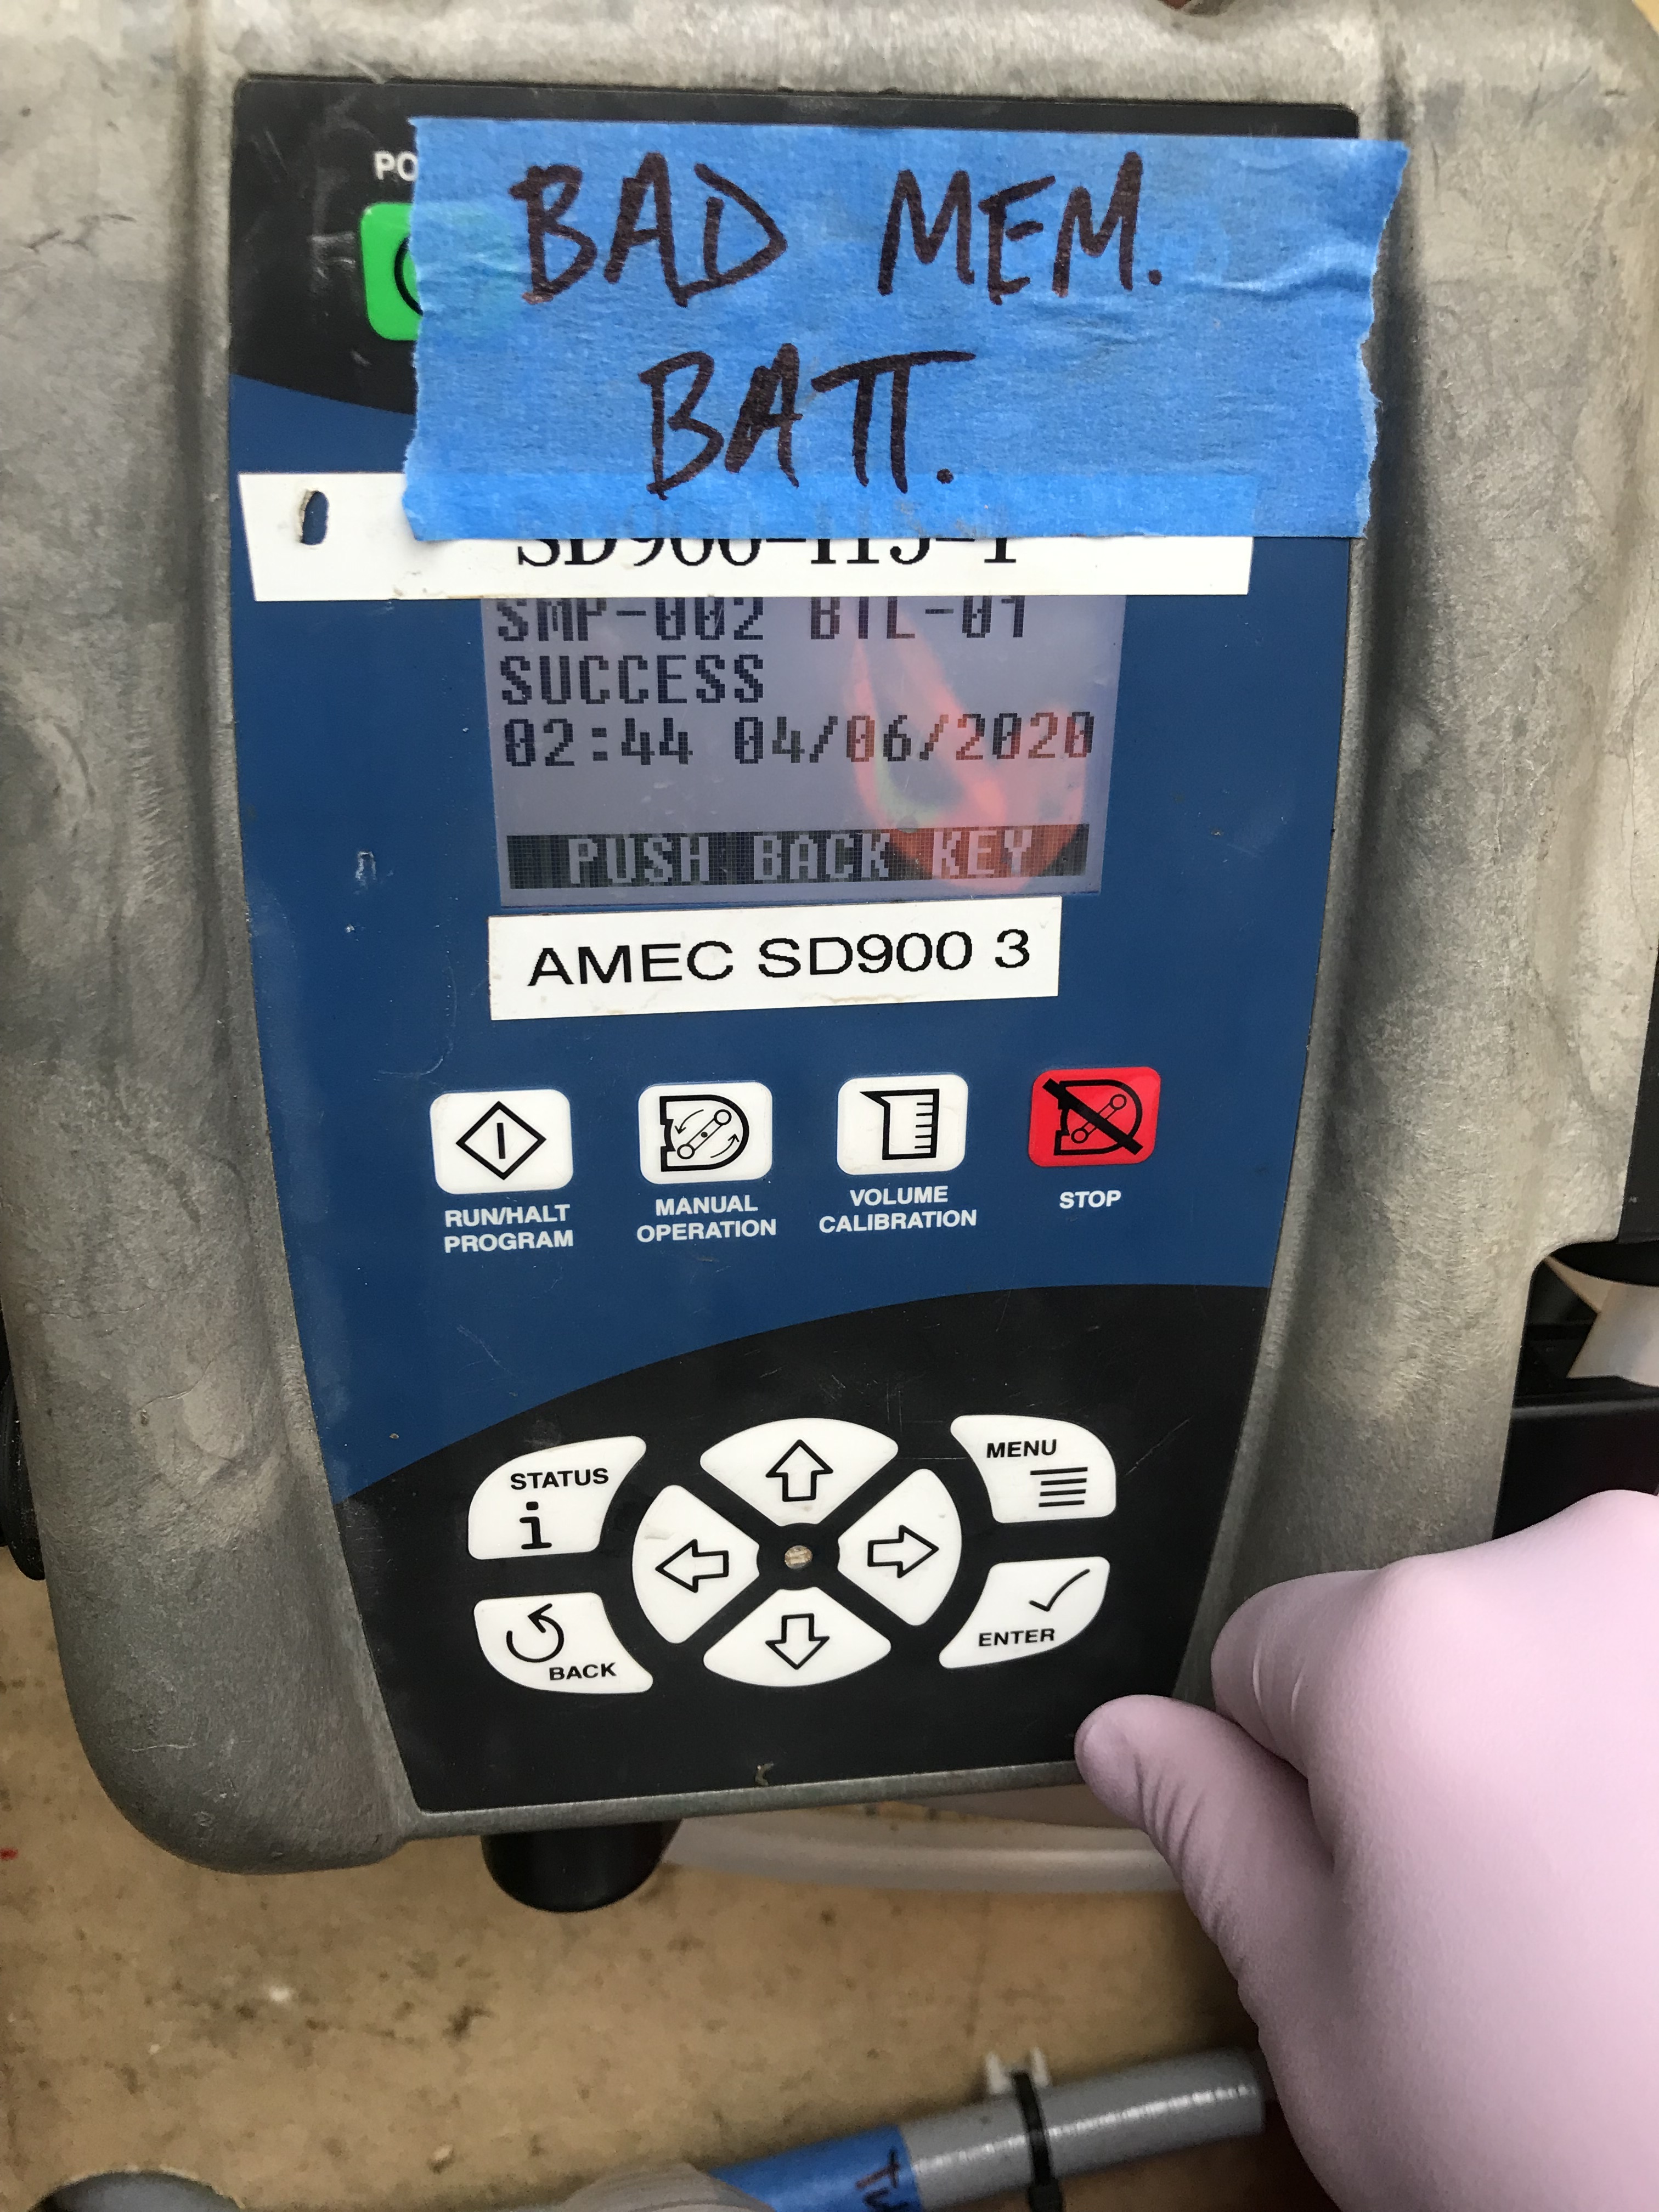 BAD MEM.
BATT.
SMP-002 BTL-01
SUCCESS
02:44 04/06/2020
PUSH BACK KEY
AMEC SD900 3
RUN/HALT
PROGRAM
MANUAL
OPERATION
VOLUME
CALIBRATION
STOP
STATUS
i
MENU
BACK
ENTER